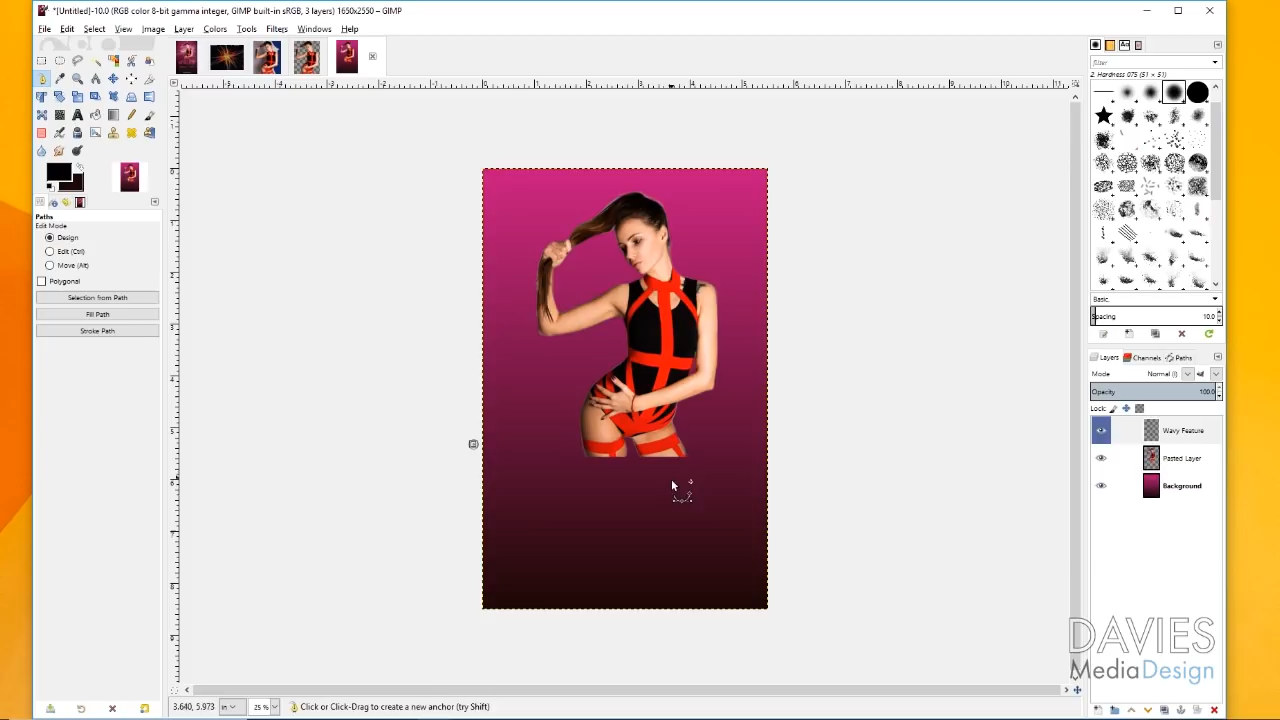 *[Untitled]-10.0 (RGB color 8-bit gamma integer, GIMP built-in sRGB, 3 layers) 1650x2550 – GIMP
File Edit Select View Image Layer Colors Tools Filters Windows Help
filter
2. Hardness 075 (51 × 51)
Paths
Edit Mode
Design
Edit (Ctrl)
Move (Alt)
Polygonal
Selection from Path
Fill Path
Stroke Path
Basic,
Spacing 10.0
Layers Channels Paths
Mode Normal (l)
Opacity 100.0
Lock:
Wavy Feature
Pasted Layer
Background
DAVIES
MediaDesign
3.640, 5.973 in 25 % Click or Click-Drag to create a new anchor (try Shift)